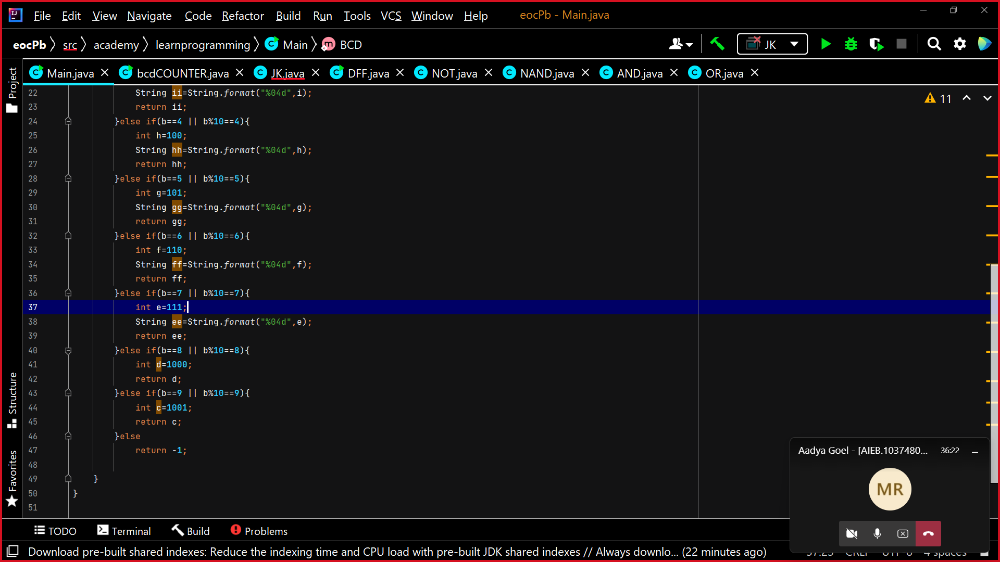 File Edit View Navigate Code Refactor Build Run Tools VCS Window Help eocPb - Main.java
eocPb src academy learnprogramming Main BCD JK
Main.java bcdCOUNTER.java JK.java DFF.java NOT.java NAND.java AND.java OR.java
Project
Structure
Favorites
11
22 String ii=String.format("%04d",i);
23 return ii;
24 }else if(b==4 || b%10==4){
25 int h=100;
26 String hh=String.format("%04d",h);
27 return hh;
28 }else if(b==5 || b%10==5){
29 int g=101;
30 String gg=String.format("%04d",g);
31 return gg;
32 }else if(b==6 || b%10==6){
33 int f=110;
34 String ff=String.format("%04d",f);
35 return ff;
36 }else if(b==7 || b%10==7){
37 int e=111;
38 String ee=String.format("%04d",e);
39 return ee;
40 }else if(b==8 || b%10==8){
41 int d=1000;
42 return d;
43 }else if(b==9 || b%10==9){
44 int c=1001;
45 return c;
46 }else
47 return -1;
48
49 }
50 }
51
Aadya Goel - [AIEB.1037480... 36:22
MR
TODO Terminal Build Problems
Download pre-built shared indexes: Reduce the indexing time and CPU load with pre-built JDK shared indexes // Always downlo... (22 minutes ago)